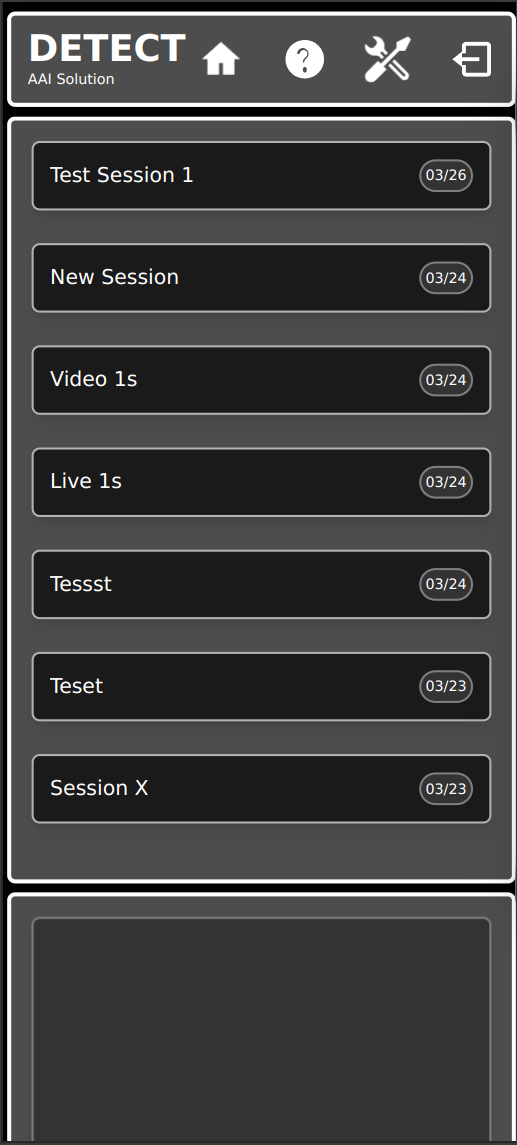 DETECT
AAI Solution
?
Test Session 1 03/26
New Session 03/24
Video 1s 03/24
Live 1s 03/24
Tessst 03/24
Teset 03/23
Session X 03/23